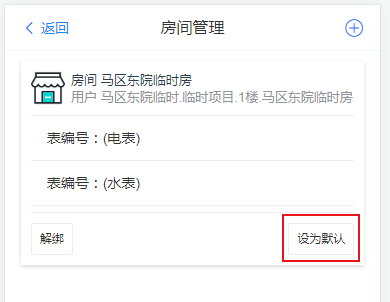 返回 房间管理
房间 马区东院临时房
用户 马区东院临时.临时项目.1楼.马区东院临时房
表编号：(电表)
表编号：(水表)
解绑 设为默认